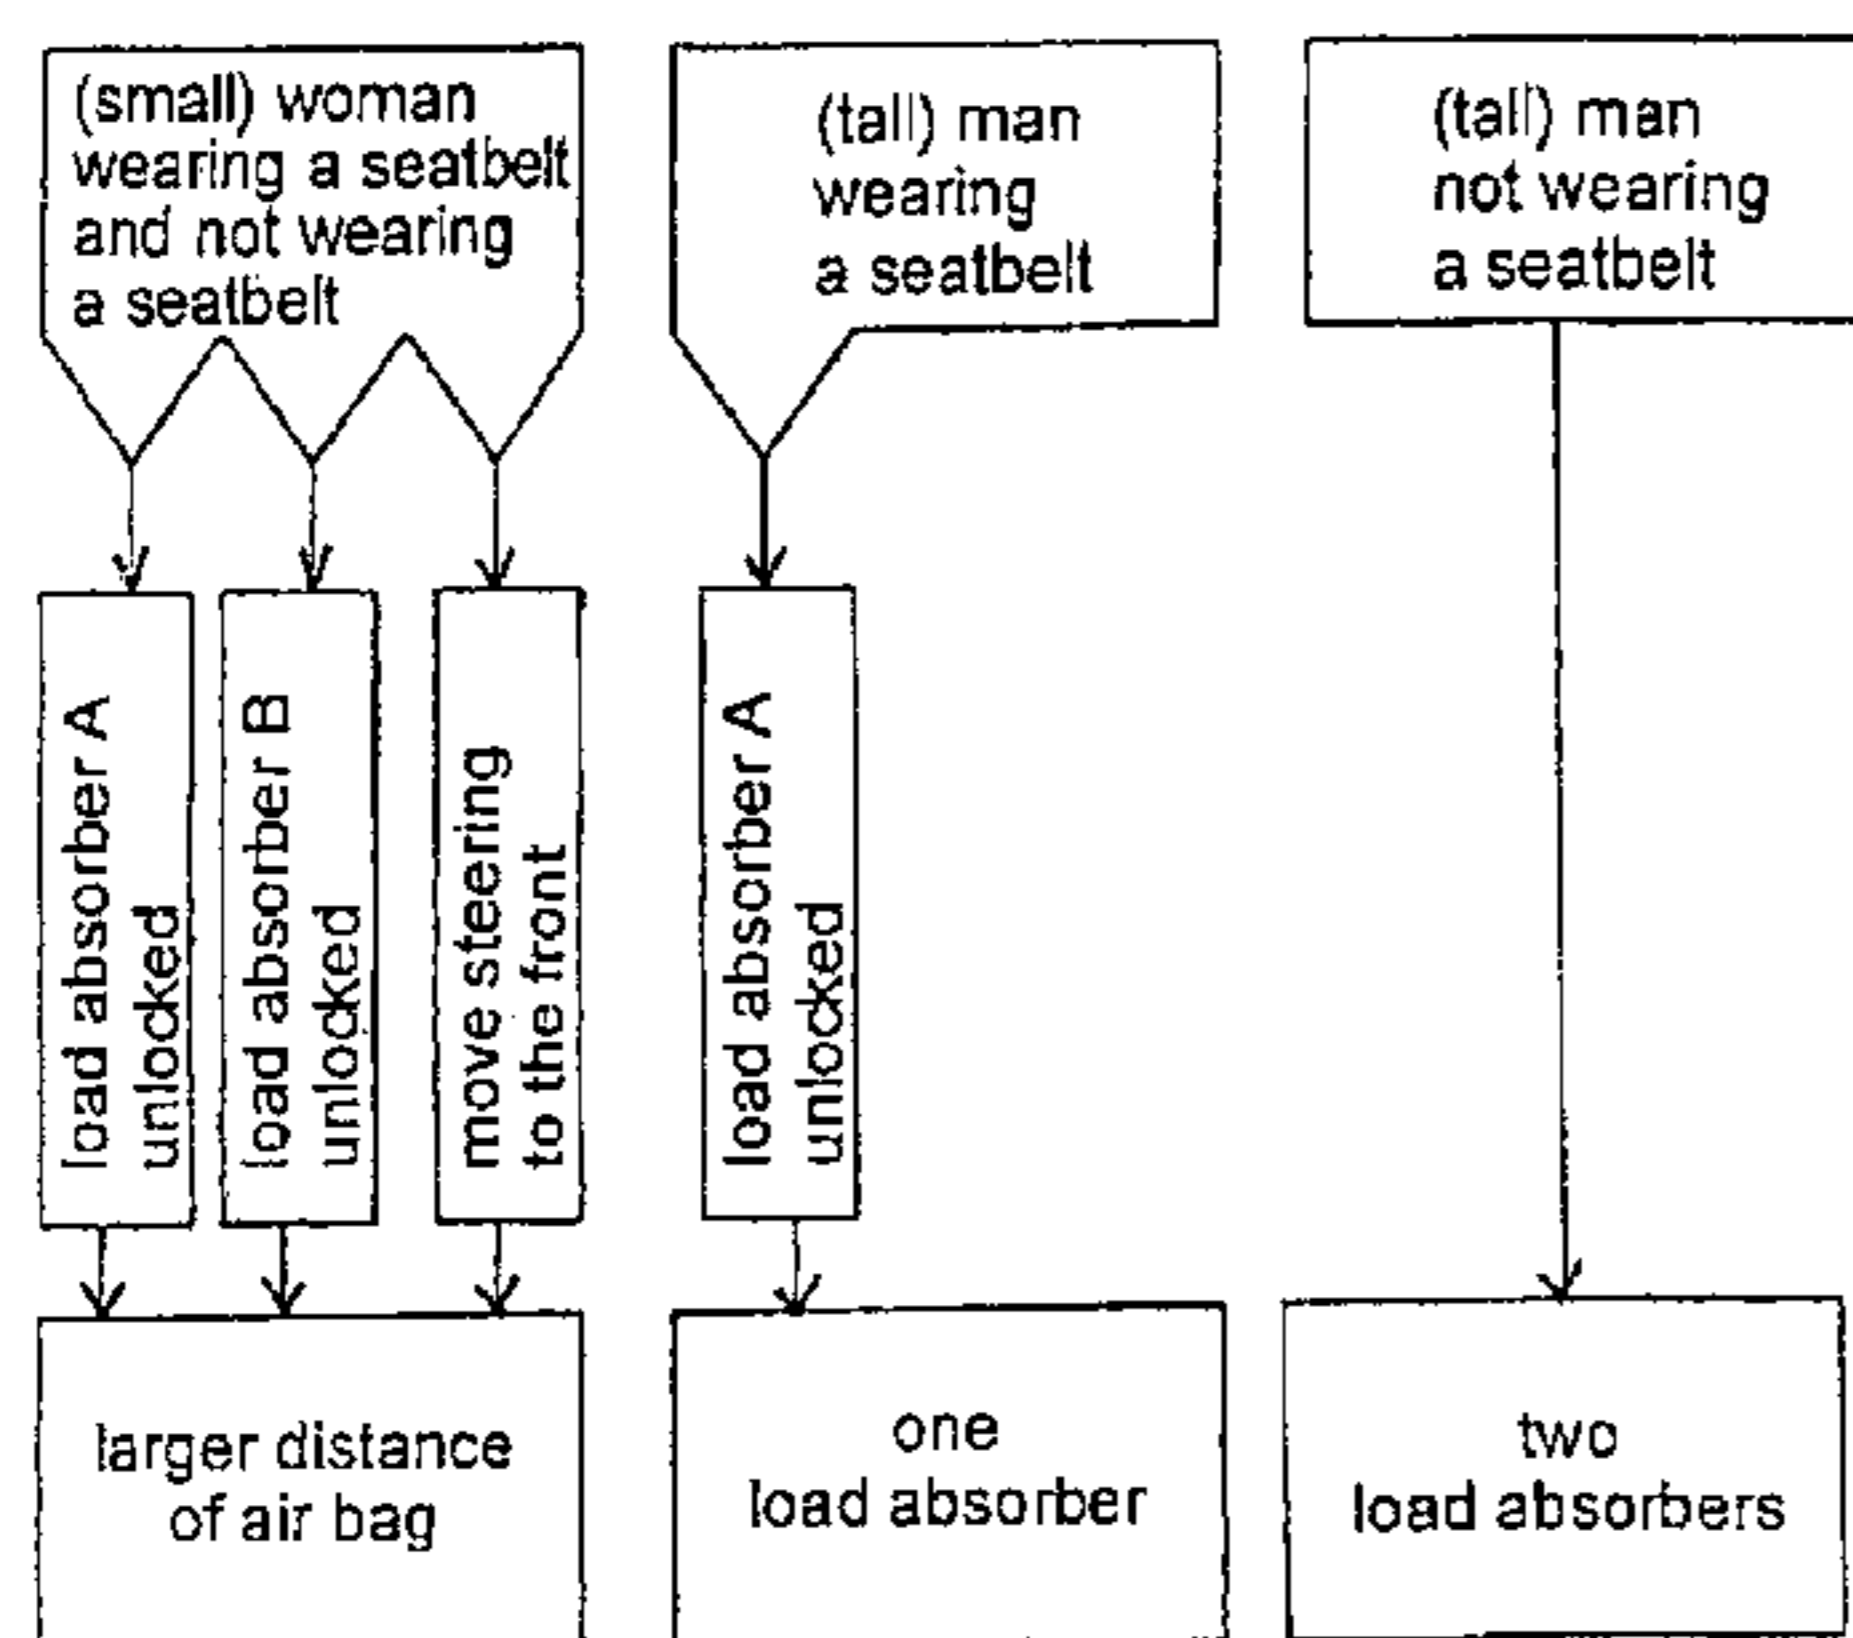 (small) woman
wearing a seatbelt
and not wearing
a seatbelt
(tall) man
wearing
a seatbelt
(tall) man
not wearing
a seatbelt
load absorber A
unlocked
load absorber B
unlocked
move steering
to the front
load absorber A
unlocked
larger distance
of air bag
one
load absorber
two
load absorbers